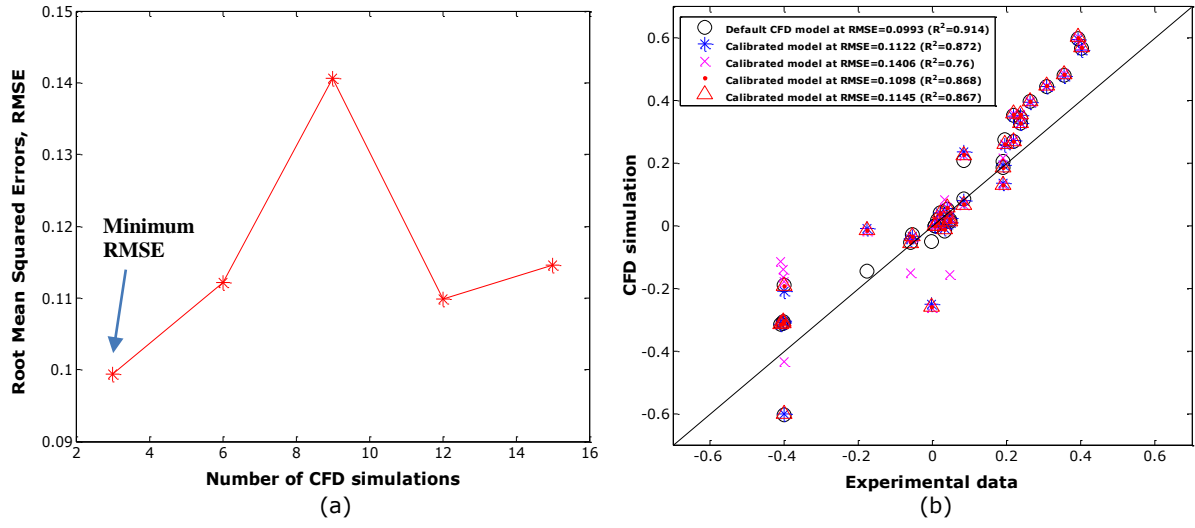 0.15
0.14
0.13
0.12
0.11
0.1
0.09
Root Mean Squared Errors, RMSE
Minimum
RMSE
2 4 6 8 10 12 14 16
Number of CFD simulations
(a)
0.6
0.4
0.2
0
-0.2
-0.4
-0.6
CFD simulation
Default CFD model at RMSE=0.0993 (R²=0.914)
Calibrated model at RMSE=0.1122 (R²=0.872)
Calibrated model at RMSE=0.1406 (R²=0.76)
Calibrated model at RMSE=0.1098 (R²=0.868)
Calibrated model at RMSE=0.1145 (R²=0.867)
-0.6 -0.4 -0.2 0 0.2 0.4 0.6
Experimental data
(b)